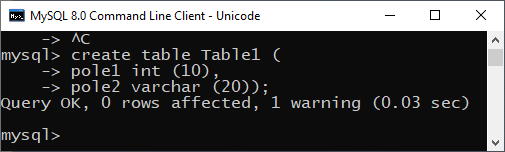 MySQL 8.0 Command Line Client - Unicode
    -> ^C
mysql> create table Table1 (
    -> pole1 int (10),
    -> pole2 varchar (20));
Query OK, 0 rows affected, 1 warning (0.03 sec)
mysql>